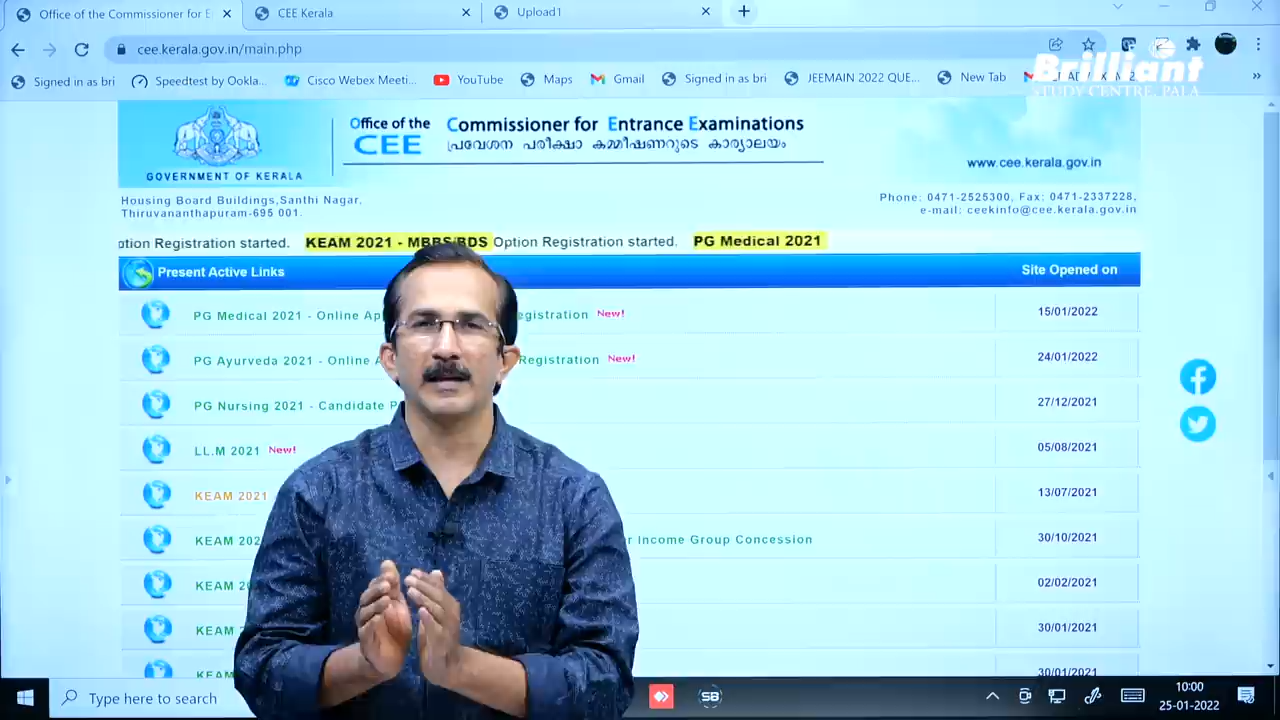 Office of the Commissioner for E
CEE Kerala
Upload1
cee.kerala.gov.in/main.php
Signed in as bri
Speedtest by Ookla...
Cisco Webex Meeti...
YouTube
Maps
Gmail
Signed in as bri
JEEMAIN 2022 QUE...
New Tab
Brilliant
STUDY CENTRE, PALA
Office of the
CEE
Commissioner for Entrance Examinations
പ്രവേശന പരീക്ഷാ കമ്മീഷണറുടെ കാര്യാലയം
GOVERNMENT OF KERALA
www.cee.kerala.gov.in
Housing Board Buildings,Santhi Nagar,
Thiruvananthapuram-695 001.
Phone: 0471-2525300, Fax: 0471-2337228,
e-mail: ceekinfo@cee.kerala.gov.in
ption Registration started. KEAM 2021 - MBBS/BDS Option Registration started. PG Medical 2021
Present Active Links Site Opened on
PG Medical 2021 - Online Ap egistration New! 15/01/2022
PG Ayurveda 2021 - Online A Registration New! 24/01/2022
PG Nursing 2021 - Candidate P 27/12/2021
LL.M 2021 New! 05/08/2021
KEAM 2021 13/07/2021
KEAM 202 r Income Group Concession 30/10/2021
KEAM 20 02/02/2021
KEAM 30/01/2021
KEAM 30/01/2021
Type here to search
SB
10:00
25-01-2022